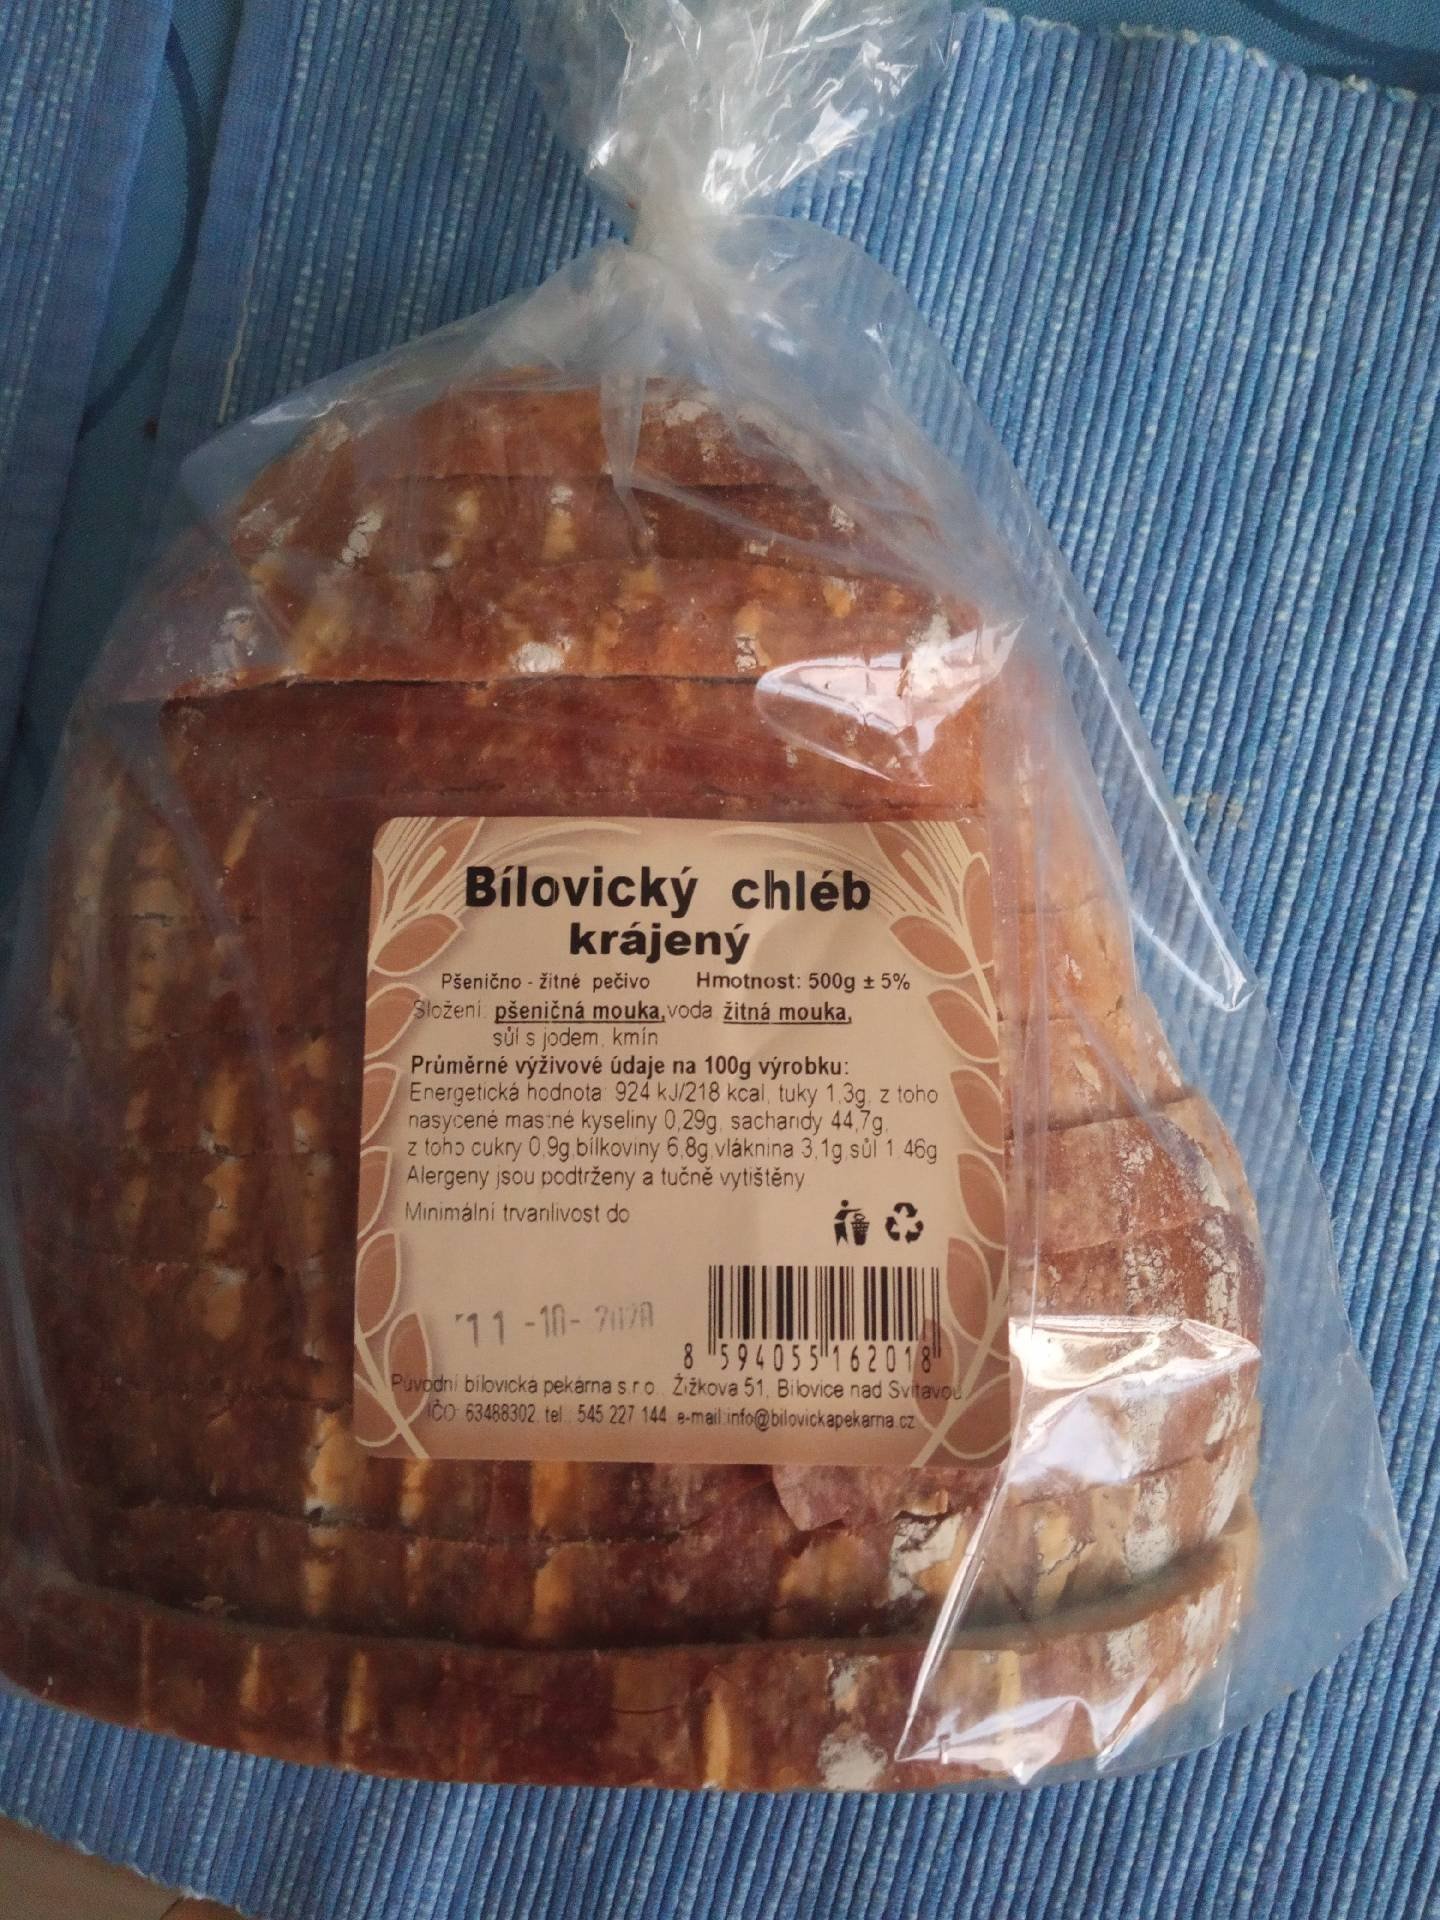 Bílovický chléb
krájený
Pšenično - žitné pečivo Hmotnost: 500g ± 5%
Složení: pšeničná mouka, voda, žitná mouka,
sůl s jodem, kmín
Průměrné výživové údaje na 100g výrobku:
Energetická hodnota: 924 kJ/218 kcal, tuky 1,3g, z toho
nasycené mastné kyseliny 0,29g, sacharidy 44,7g,
z toho cukry 0,9g, bílkoviny 6,8g, vláknina 3,1g, sůl 1,46g
Alergeny jsou podtrženy a tučně vytištěny
Minimální trvanlivost do
11 -10- 2020
8 594055 162018
Původní bílovická pekárna s.r.o., Žižkova 51, Bílovice nad Svitavou
IČO: 63488302, tel.: 545 227 144, e-mail:info@bilovickapekarna.cz